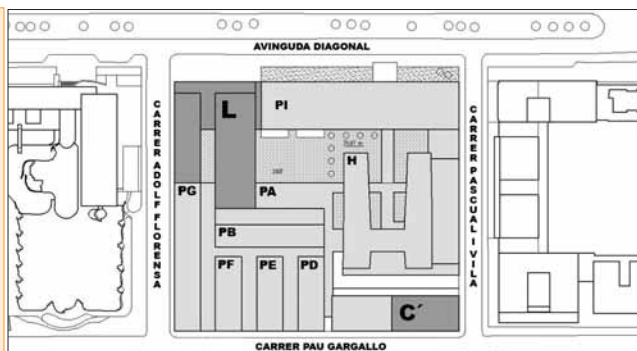 AVINGUDA DIAGONAL
CARRER ADOLF FLORENSA
CARRER PASCUAL I VILA
L
PI
H
PG
PA
PB
PF
PE
PD
C´
CARRER PAU GARGALLO